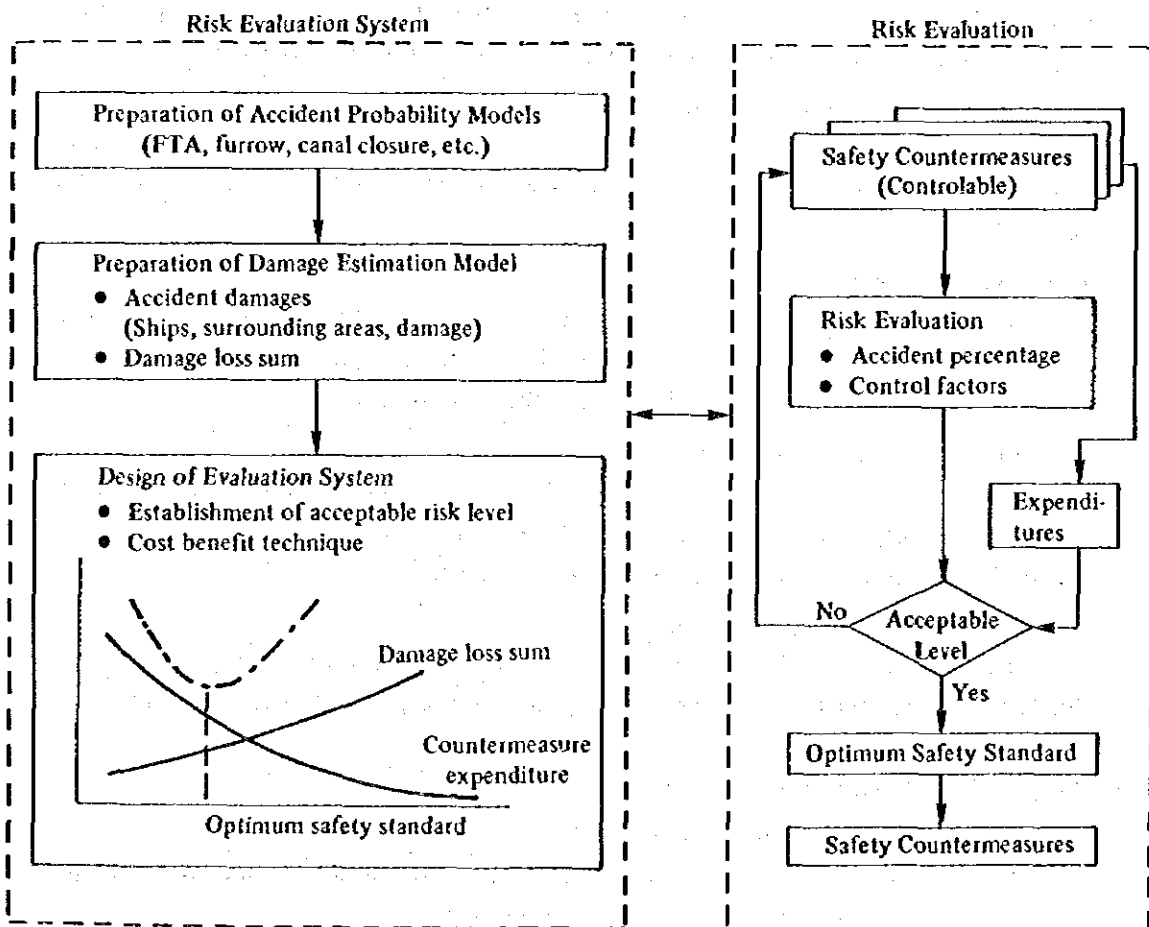 Risk Evaluation System
Preparation of Accident Probability Models
(FTA, furrow, canal closure, etc.)
Preparation of Damage Estimation Model
● Accident damages
(Ships, surrounding areas, damage)
● Damage loss sum
Design of Evaluation System
● Establishment of acceptable risk level
● Cost benefit technique
Damage loss sum
Countermeasure
expenditure
Optimum safety standard
Risk Evaluation
Safety Countermeasures
(Controlable)
Risk Evaluation
● Accident percentage
● Control factors
Expendi-
tures
No
Acceptable
Level
Yes
Optimum Safety Standard
Safety Countermeasures